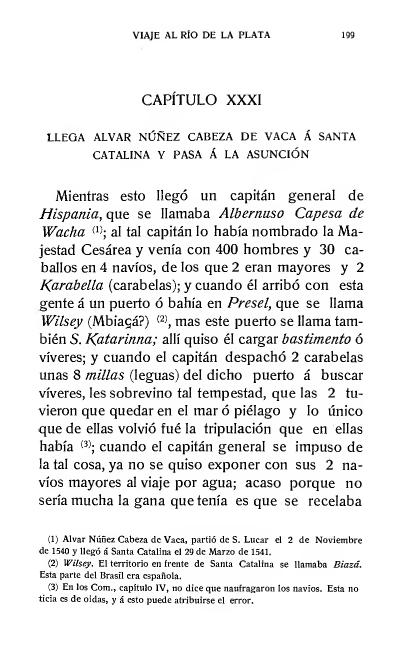 VIAJE AL RÍO DE LA PLATA 199
CAPÍTULO XXXI
LLEGA ALVAR NÚÑEZ CABEZA DE VACA Á SANTA
CATALINA Y PASA Á LA ASUNCIÓN
Mientras esto llegó un capitán general de
Hispania, que se llamaba Albernuso Capesa de
Wacha (1); al tal capitán lo había nombrado la Ma-
jestad Cesárea y venía con 400 hombres y 30 ca-
ballos en 4 navíos, de los que 2 eran mayores y 2
Karabella (carabelas); y cuando él arribó con esta
gente á un puerto ó bahía en Presel, que se llama
Wilsey (Mbiaçá?) (2), mas este puerto se llama tam-
bién S. Katarinna; allí quiso él cargar bastimento ó
víveres; y cuando el capitán despachó 2 carabelas
unas 8 millas (leguas) del dicho puerto á buscar
víveres, les sobrevino tal tempestad, que las 2 tu-
vieron que quedar en el mar ó piélago y lo único
que de ellas volvió fué la tripulación que en ellas
había (3); cuando el capitán general se impuso de
la tal cosa, ya no se quiso exponer con sus 2 na-
víos mayores al viaje por agua; acaso porque no
sería mucha la gana que tenía es que se recelaba
(1) Alvar Núñez Cabeza de Vaca, partió de S. Lucar el 2 de Noviembre
de 1540 y llegó á Santa Catalina el 29 de Marzo de 1541.
(2) Wilsey. El territorio en frente de Santa Catalina se llamaba Biazá.
Esta parte del Brasil era española.
(3) En los Com., capítulo IV, no dice que naufragaron los navíos. Esta no
ticia es de oídas, y á esto puede atribuirse el error.